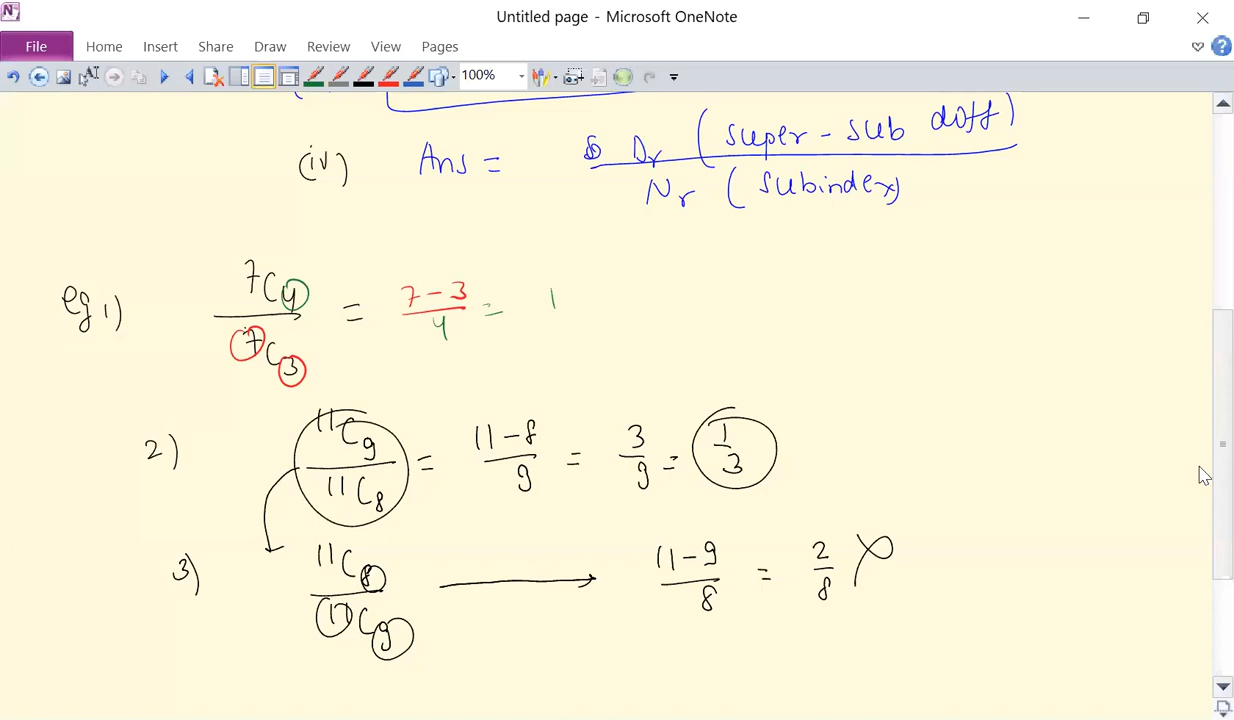 Untitled page - Microsoft OneNote
File Home Insert Share Draw Review View Pages
100%
(iv) Ans = Dr (super - sub diff) / Nr (subindex)
eg 1) 7C4 / 7C3 = 7-3 / 4 = 1
2) 11C9 / 11C8 = 11-8 / 9 = 3/9 = 1/3
3) 11C8 / 11C9 → 11-9 / 8 = 2/8